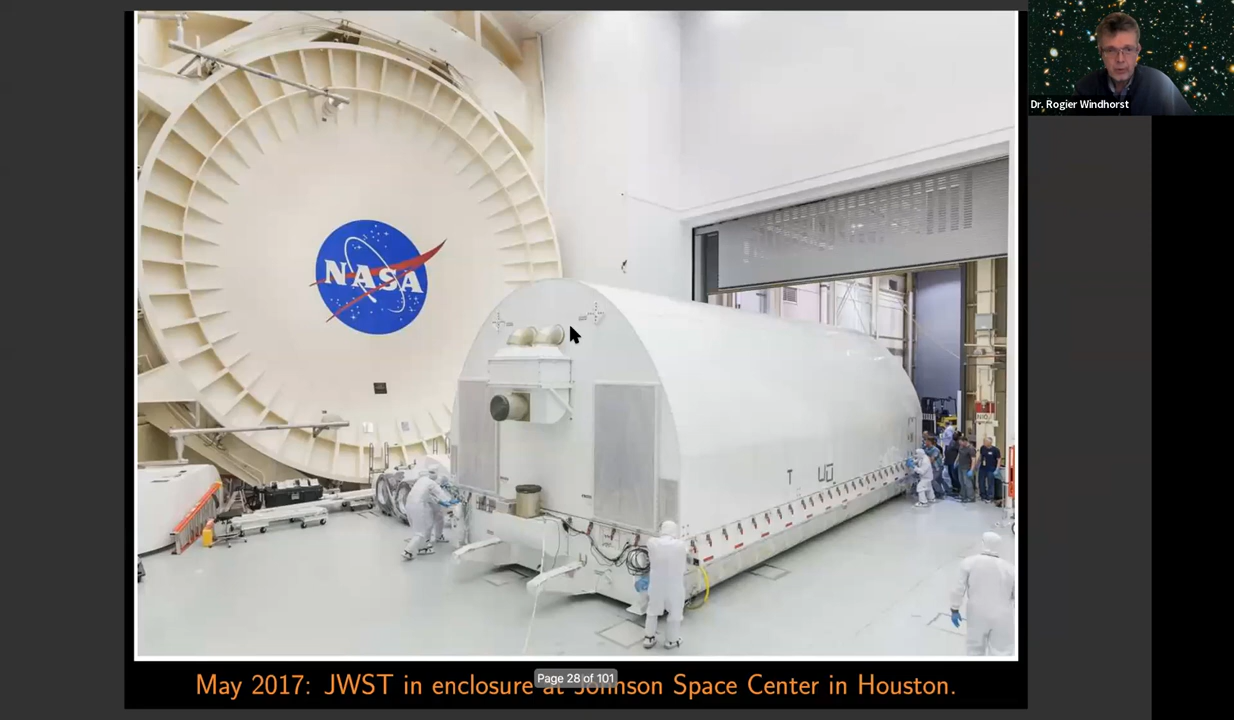 Dr. Rogier Windhorst
NASA
May 2017: JWST in enclosure at Johnson Space Center in Houston.
Page 28 of 101